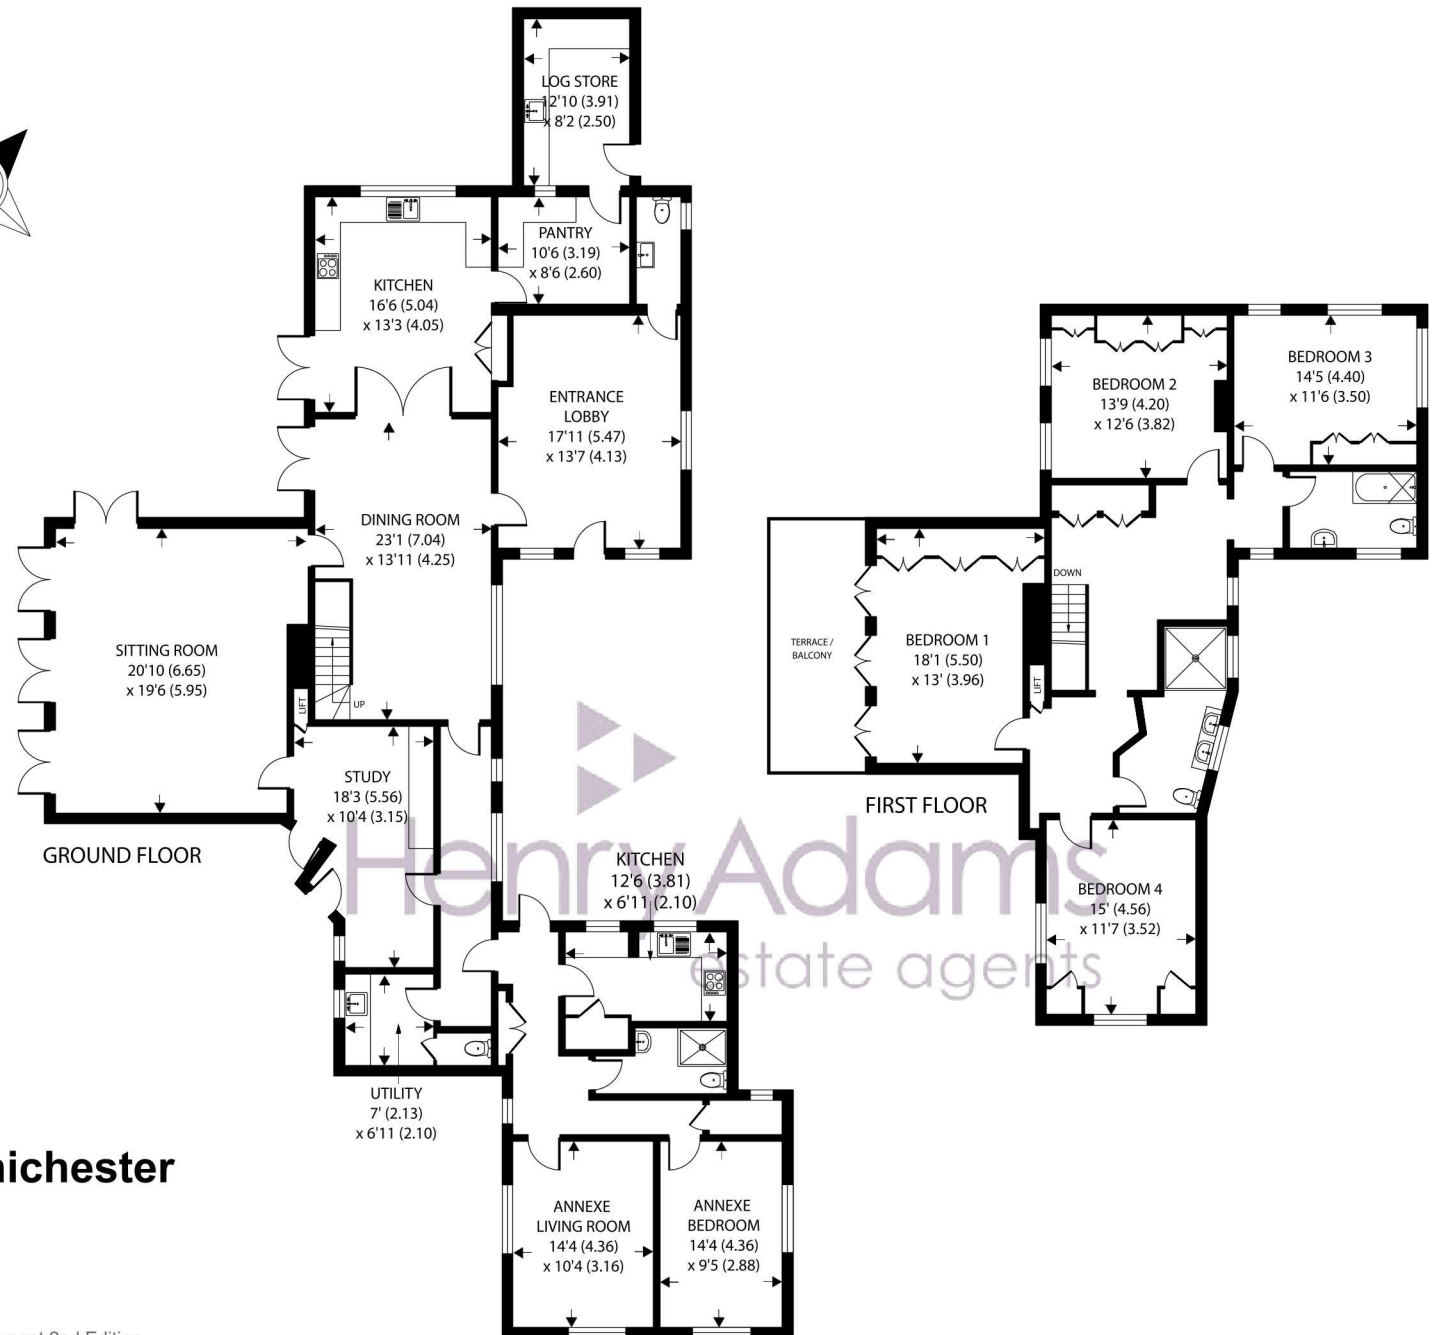 LOG STORE
12'10 (3.91)
x 8'2 (2.50)
PANTRY
10'6 (3.19)
x 8'6 (2.60)
KITCHEN
16'6 (5.04)
x 13'3 (4.05)
ENTRANCE
LOBBY
17'11 (5.47)
x 13'7 (4.13)
DINING ROOM
23'1 (7.04)
x 13'11 (4.25)
SITTING ROOM
20'10 (6.65)
x 19'6 (5.95)
LIFT
UP
STUDY
18'3 (5.56)
x 10'4 (3.15)
GROUND FLOOR
KITCHEN
12'6 (3.81)
x 6'11 (2.10)
UTILITY
7' (2.13)
x 6'11 (2.10)
ANNEXE
LIVING ROOM
14'4 (4.36)
x 10'4 (3.16)
ANNEXE
BEDROOM
14'4 (4.36)
x 9'5 (2.88)
BEDROOM 2
13'9 (4.20)
x 12'6 (3.82)
BEDROOM 3
14'5 (4.40)
x 11'6 (3.50)
DOWN
TERRACE /
BALCONY
BEDROOM 1
18'1 (5.50)
x 13' (3.96)
LIFT
FIRST FLOOR
BEDROOM 4
15' (4.56)
x 11'7 (3.52)
Henry Adams
estate agents
hichester